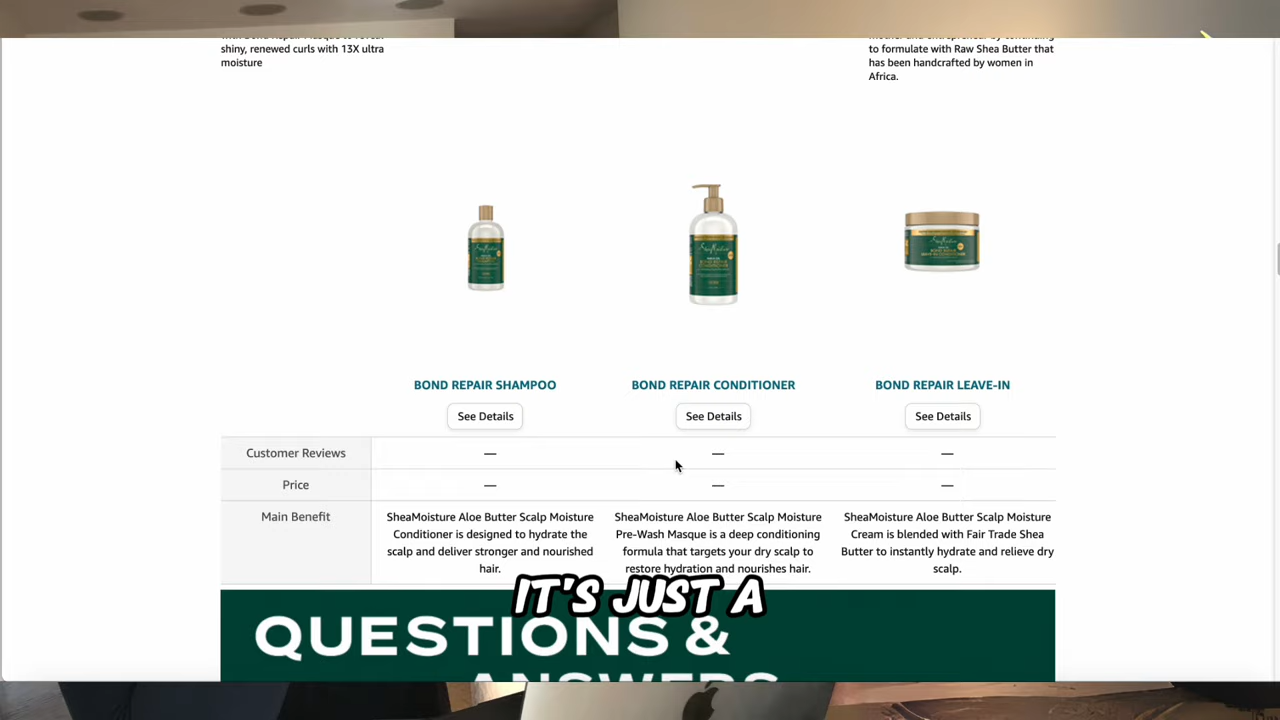 shiny, renewed curls with 13X ultra
moisture
to formulate with Raw Shea Butter that
has been handcrafted by women in
Africa.
BOND REPAIR SHAMPOO
BOND REPAIR CONDITIONER
BOND REPAIR LEAVE-IN
See Details
See Details
See Details
Customer Reviews
—
—
—
Price
—
—
—
Main Benefit
SheaMoisture Aloe Butter Scalp Moisture
Conditioner is designed to hydrate the
scalp and deliver stronger and nourished
hair.
SheaMoisture Aloe Butter Scalp Moisture
Pre-Wash Masque is a deep conditioning
formula that targets your dry scalp to
restore hydration and nourishes hair.
SheaMoisture Aloe Butter Scalp Moisture
Cream is blended with Fair Trade Shea
Butter to instantly hydrate and relieve dry
scalp.
IT'S JUST A
QUESTIONS &
ANSWERS